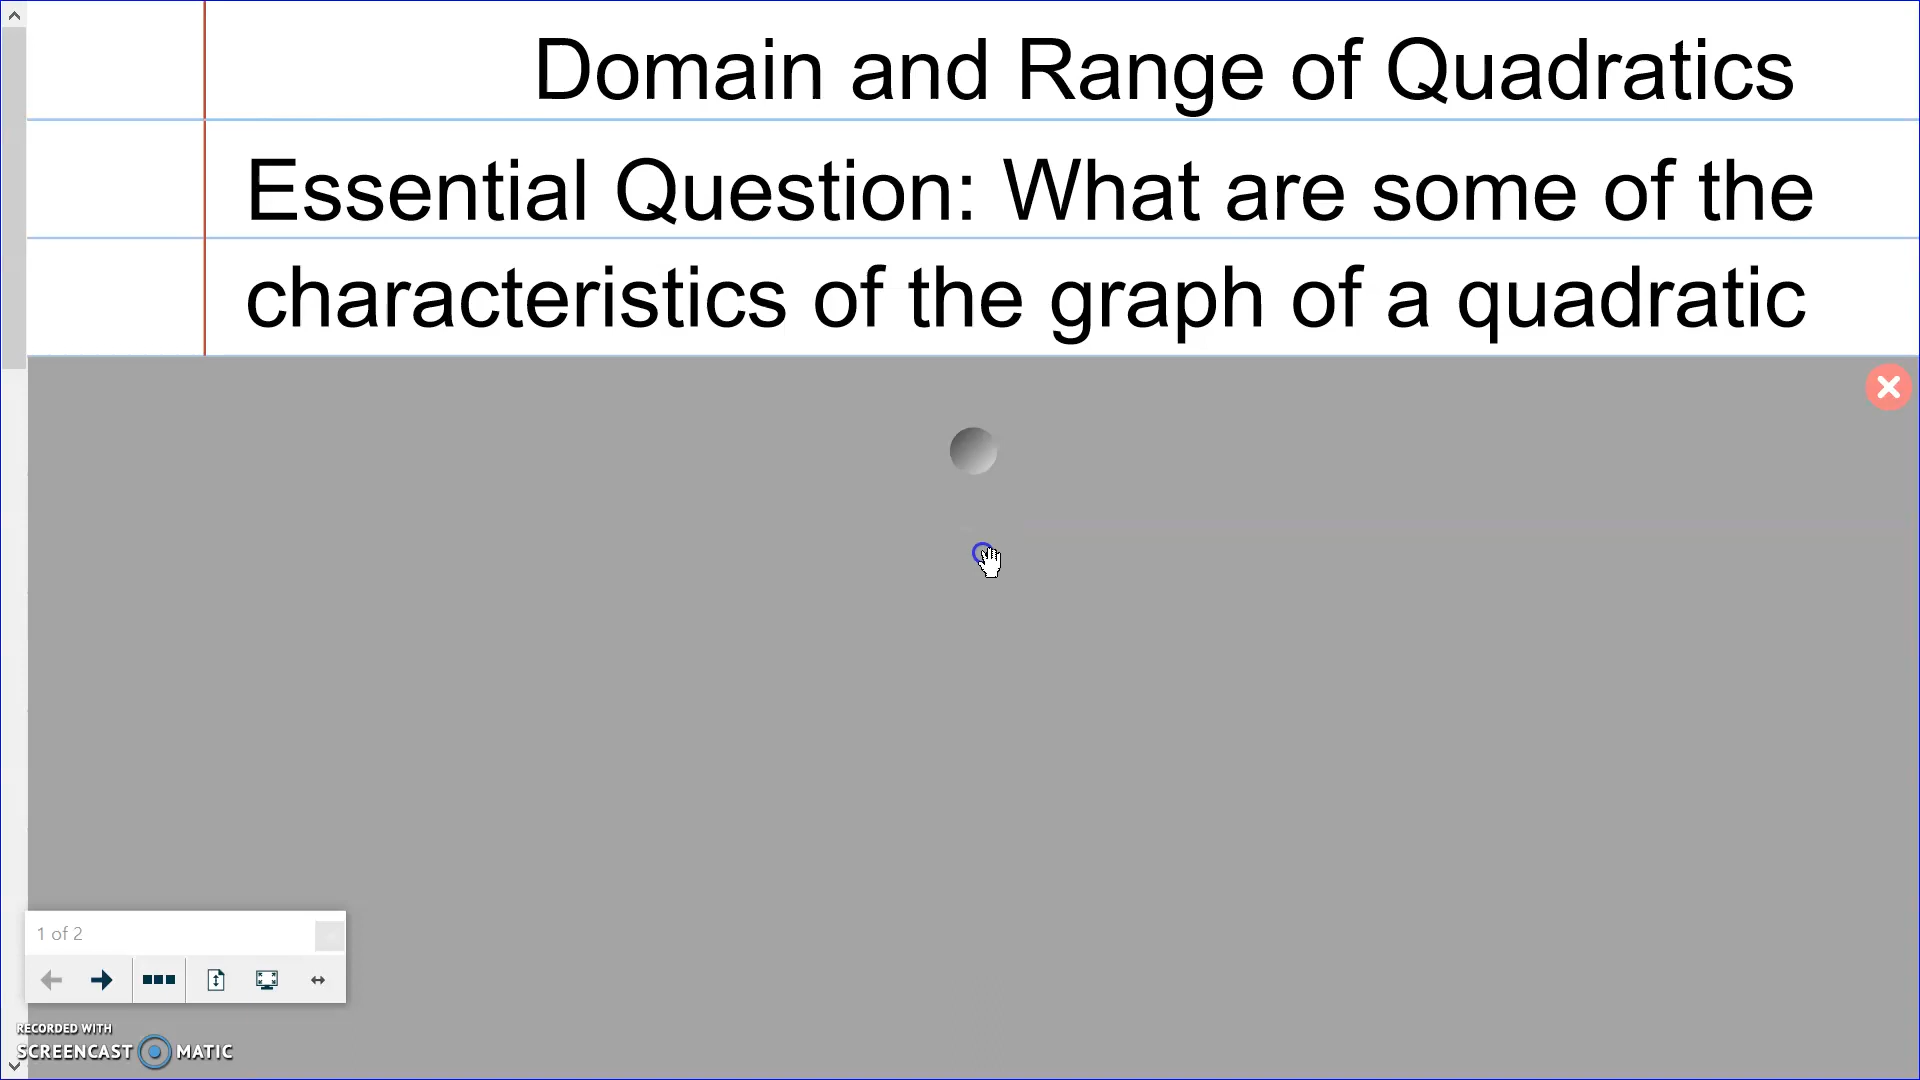 Domain and Range of Quadratics
Essential Question: What are some of the
characteristics of the graph of a quadratic
1 of 2
RECORDED WITH
SCREENCAST MATIC